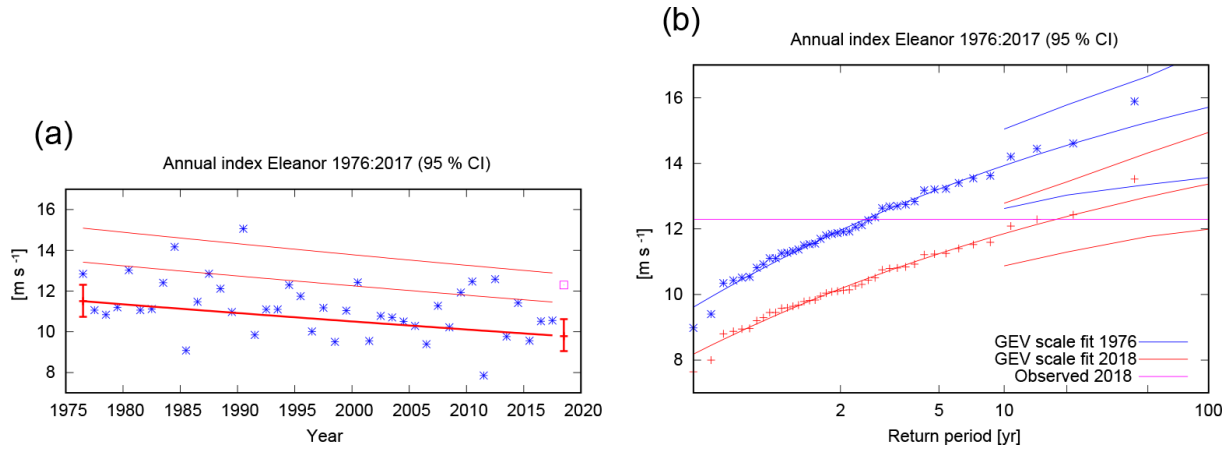 (a)
Annual index Eleanor 1976:2017 (95 % CI)
[m s -1]
16
14
12
10
8
1975 1980 1985 1990 1995 2000 2005 2010 2015 2020
Year
(b)
Annual index Eleanor 1976:2017 (95 % CI)
[m s -1]
16
14
12
10
8
GEV scale fit 1976
GEV scale fit 2018
Observed 2018
2 5 10 100
Return period [yr]